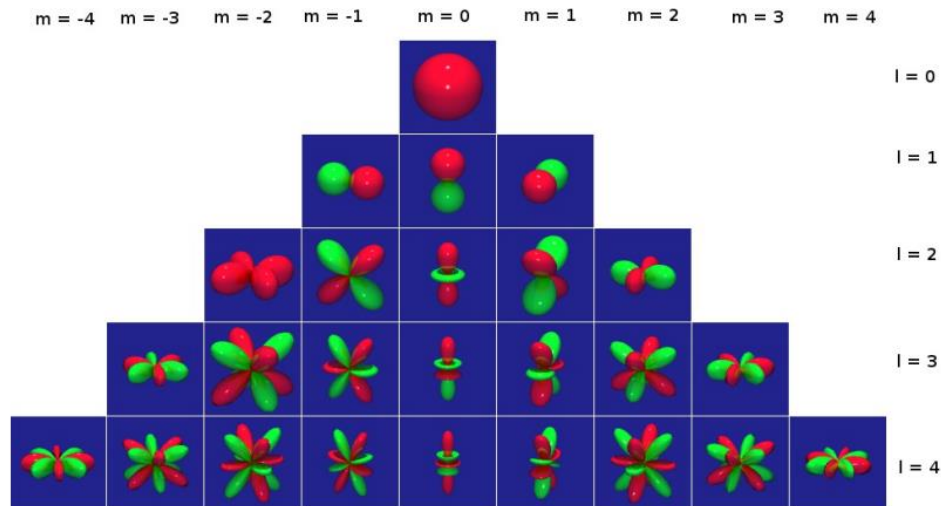 m = -4 m = -3 m = -2 m = -1 m = 0 m = 1 m = 2 m = 3 m = 4
l = 0
l = 1
l = 2
l = 3
l = 4